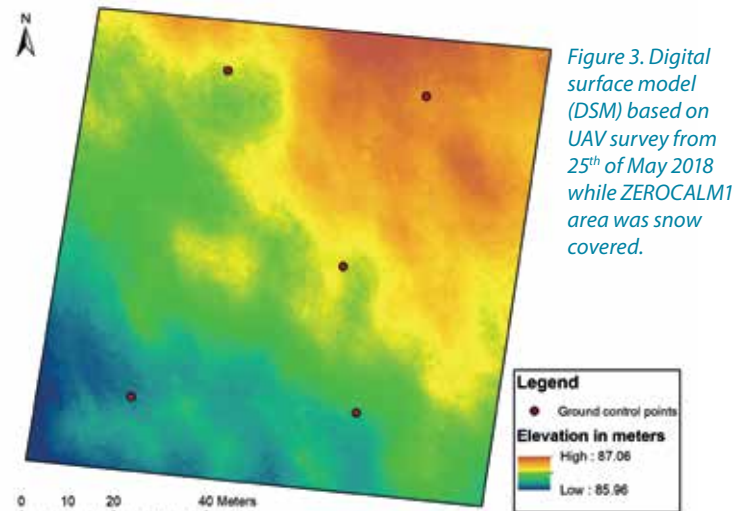 N
Figure 3. Digital
surface model
(DSM) based on
UAV survey from
25th of May 2018
while ZEROCALM1
area was snow
covered.
Legend
Ground control points
Elevation in meters
High : 87.06
Low : 85.96
0 10 20 40 Meters